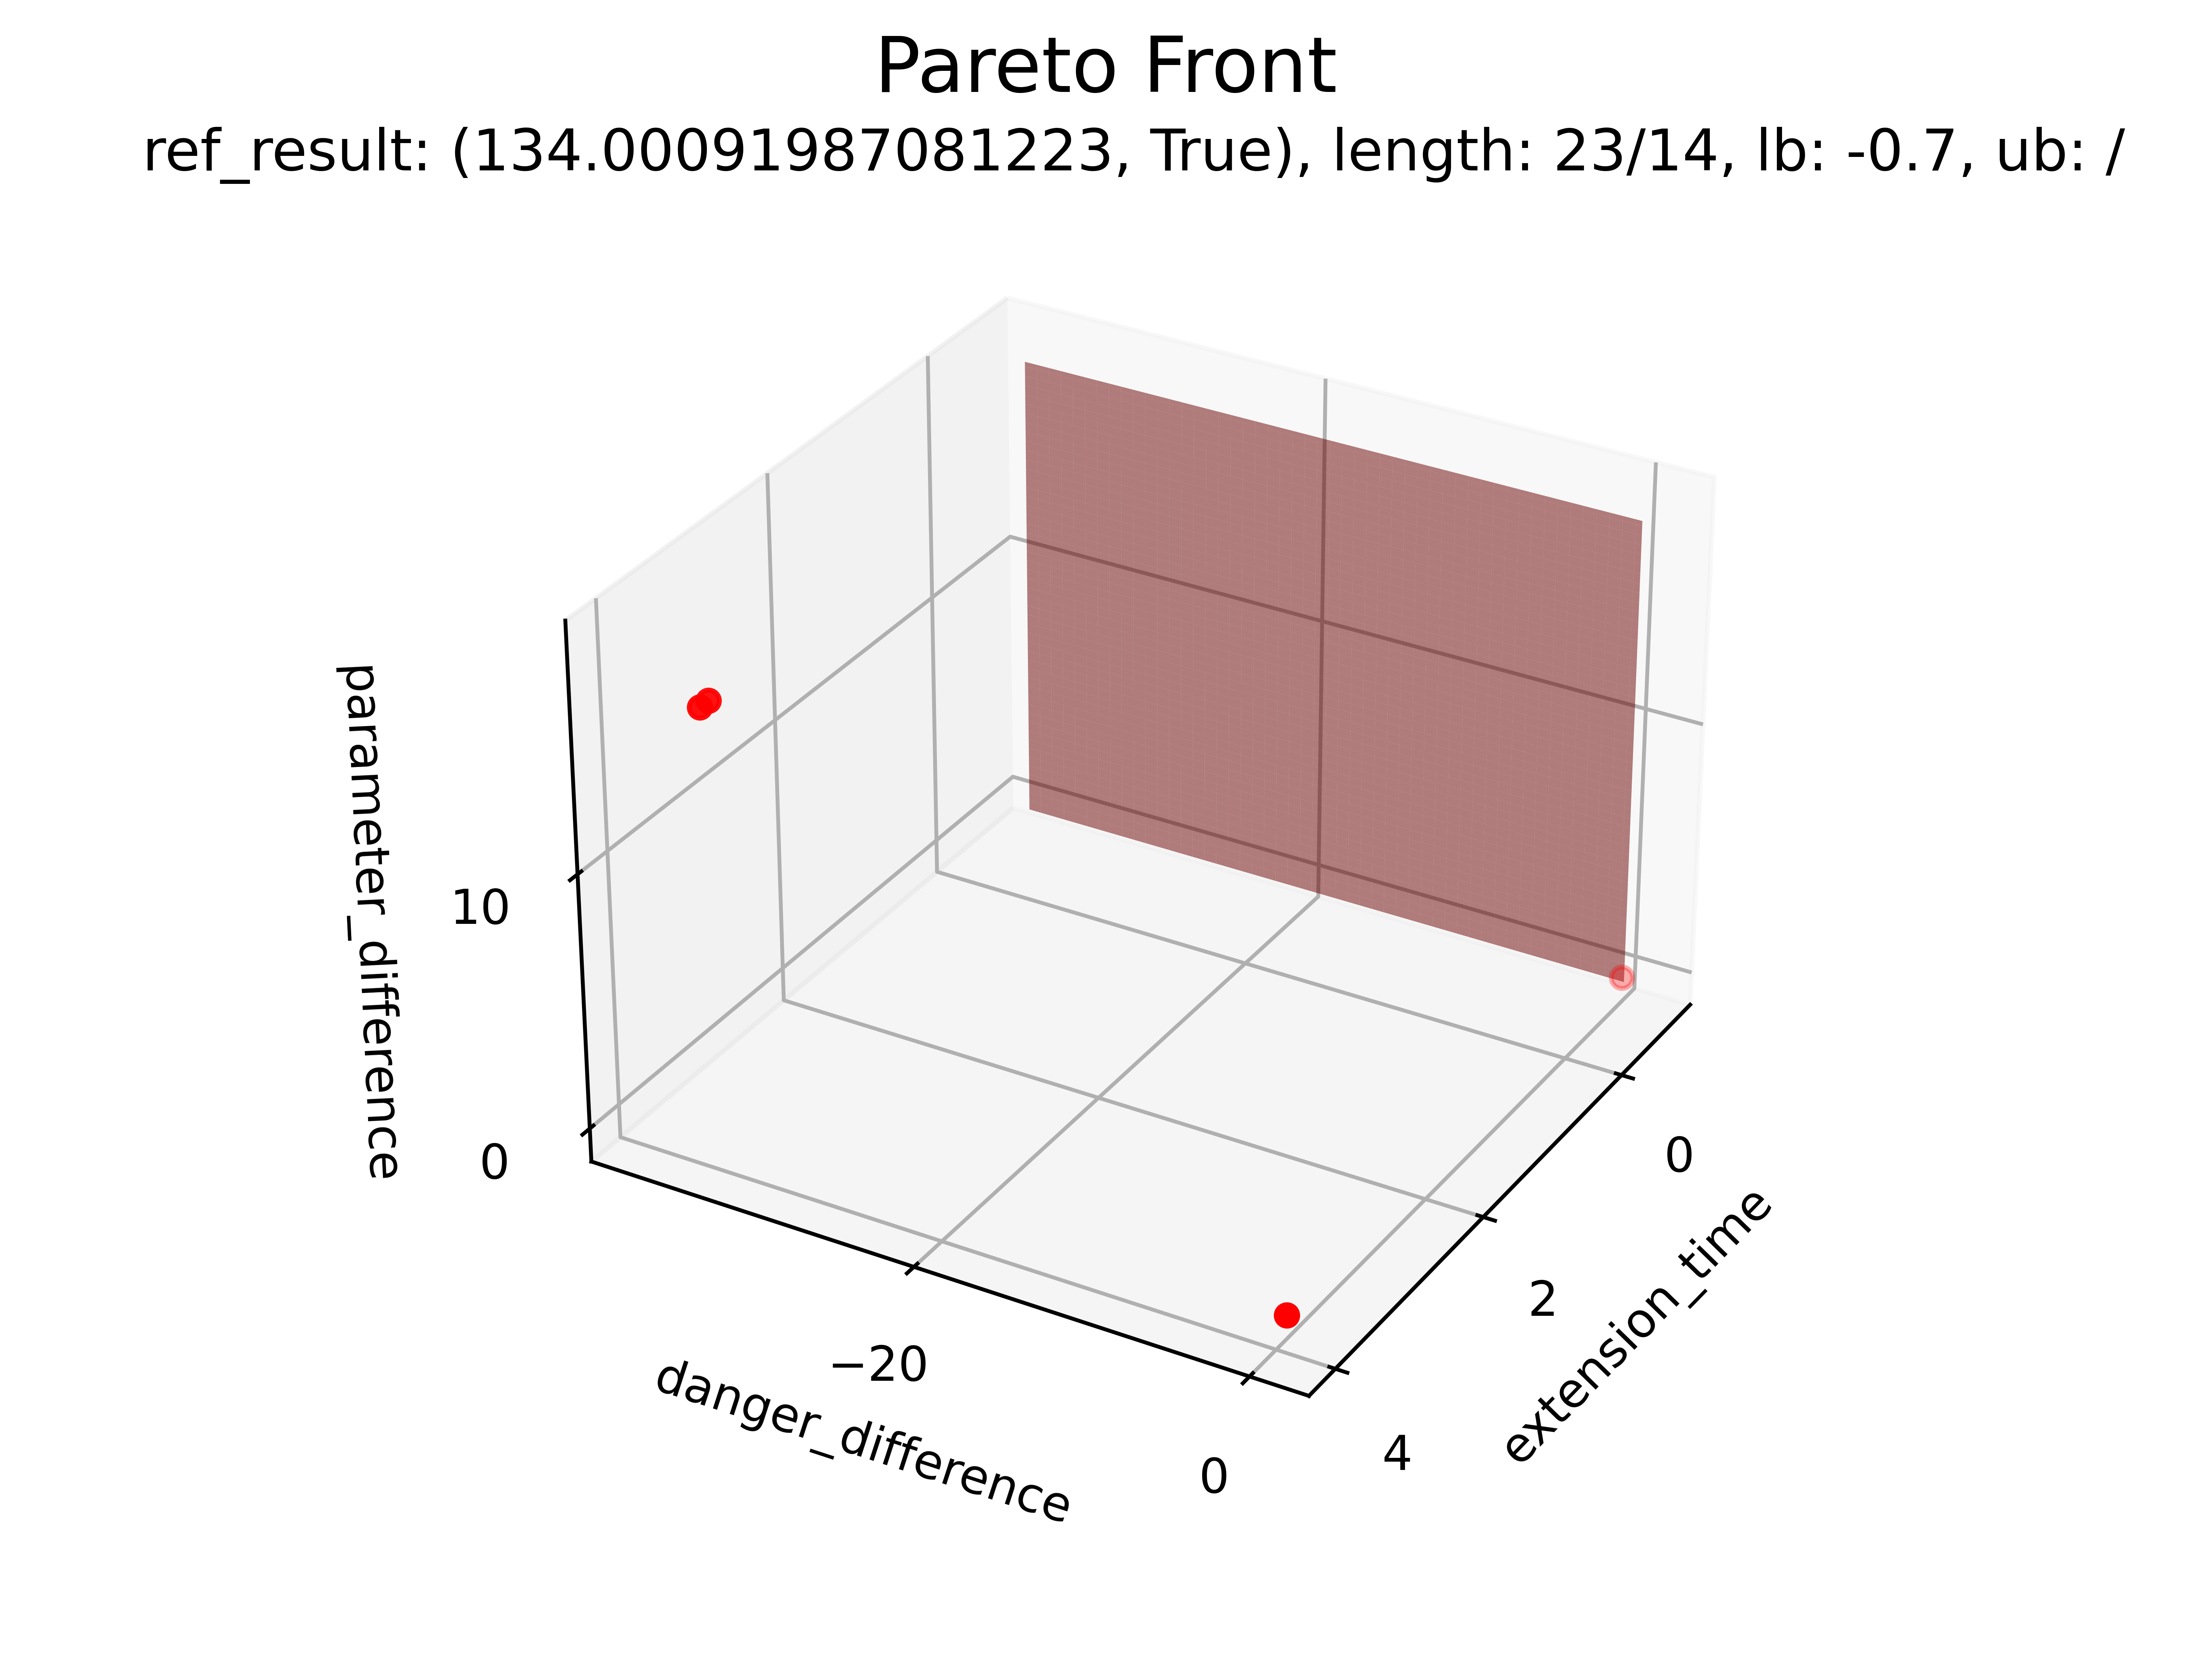 Pareto Front
ref_result: (134.00091987081223, True), length: 23/14, lb: -0.7, ub: /
parameter_difference
10
0
−20
0
danger_difference
0
2
4
extension_time